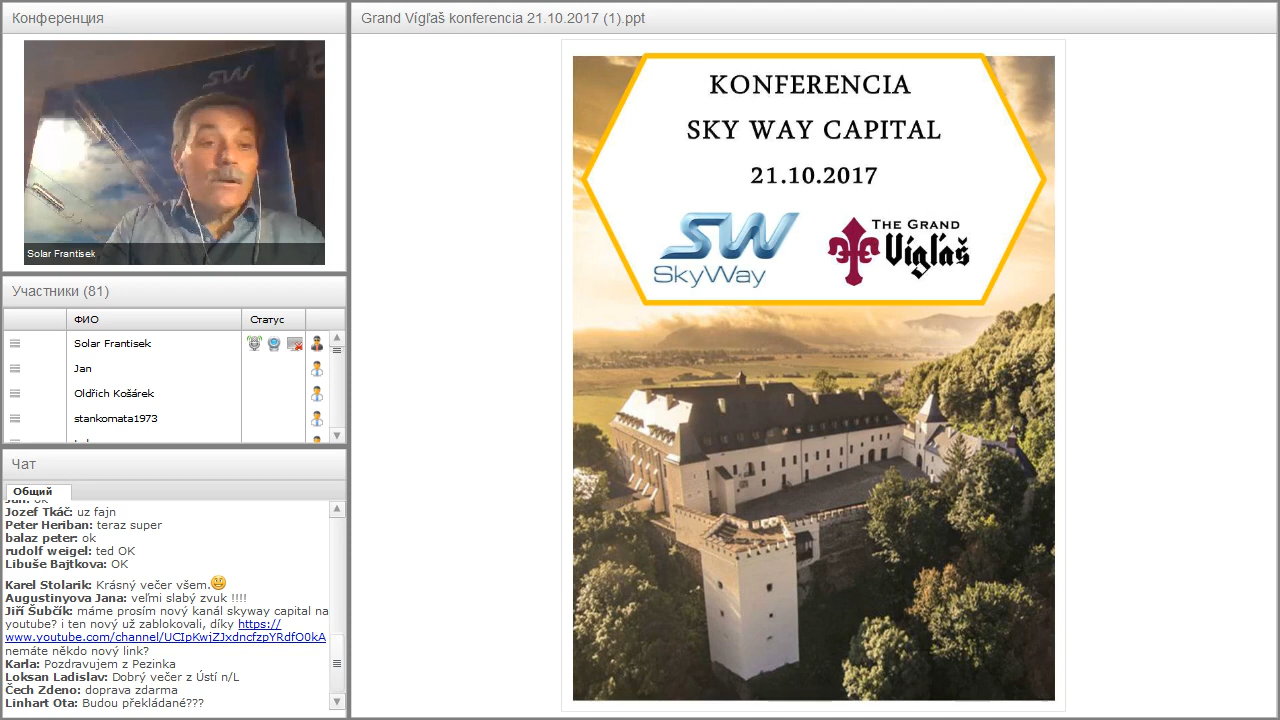 Конференция
SW
Solar Frantisek
Участники (81)
ФИО
Статус
Solar Frantisek
Jan
Oldřich Košárek
stankomata1973
Чат
Общий
Jozef Tkáč: uz fajn
Peter Heriban: teraz super
balaz peter: ok
rudolf weigel: ted OK
Libuše Bajtkova: OK
Karel Stolarik: Krásný večer všem.
Augustinyova Jana: veľmi slabý zvuk !!!!
Jiří Šubčík: máme prosím nový kanál skyway capital na
youtube? i ten nový už zablokovali, díky https://
www.youtube.com/channel/UCIpKwjZJxdncfzpYRdfO0kA
nemáte někdo nový link?
Karla: Pozdravujem z Pezinka
Loksan Ladislav: Dobrý večer z Ústí n/L
Čech Zdeno: doprava zdarma
Linhart Ota: Budou překládané???
Grand Vígľaš konferencia 21.10.2017 (1).ppt
KONFERENCIA
SKY WAY CAPITAL
21.10.2017
SW
SkyWay
THE GRAND
Vígľaš